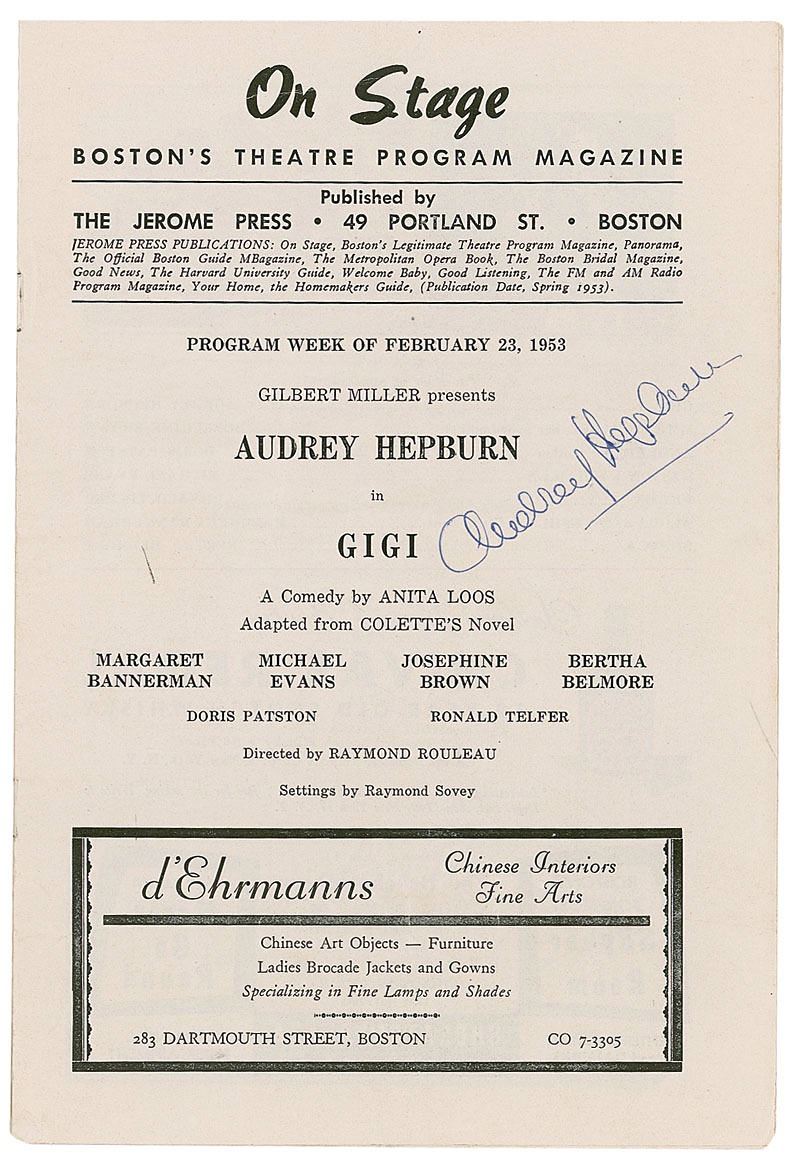 On Stage
BOSTON'S THEATRE PROGRAM MAGAZINE
Published by
THE JEROME PRESS • 49 PORTLAND ST. • BOSTON
JEROME PRESS PUBLICATIONS: On Stage, Boston's Legitimate Theatre Program Magazine, Panorama,
The Official Boston Guide MBagazine, The Metropolitan Opera Book, The Boston Bridal Magazine,
Good News, The Harvard University Guide, Welcome Baby, Good Listening, The FM and AM Radio
Program Magazine, Your Home, the Homemakers Guide, (Publication Date, Spring 1953).
PROGRAM WEEK OF FEBRUARY 23, 1953
GILBERT MILLER presents
AUDREY HEPBURN
in
GIGI
Audrey Hepburn
A Comedy by ANITA LOOS
Adapted from COLETTE'S Novel
MARGARET MICHAEL JOSEPHINE BERTHA
BANNERMAN EVANS BROWN BELMORE
DORIS PATSTON RONALD TELFER
Directed by RAYMOND ROULEAU
Settings by Raymond Sovey
d'Ehrmanns
Chinese Interiors
Fine Arts
Chinese Art Objects — Furniture
Ladies Brocade Jackets and Gowns
Specializing in Fine Lamps and Shades
283 DARTMOUTH STREET, BOSTON CO 7-3305